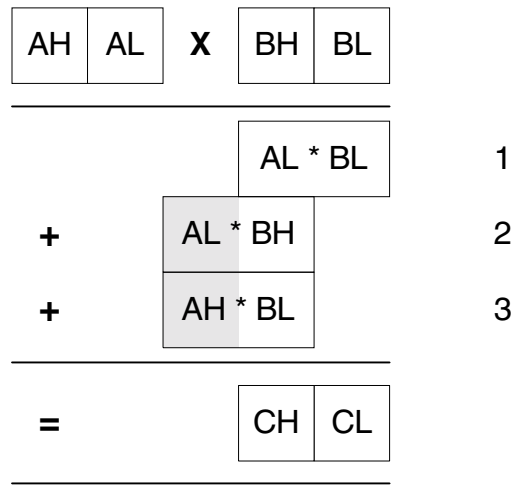 AH AL X BH BL
AL * BL 1
+ AL * BH 2
+ AH * BL 3
= CH CL